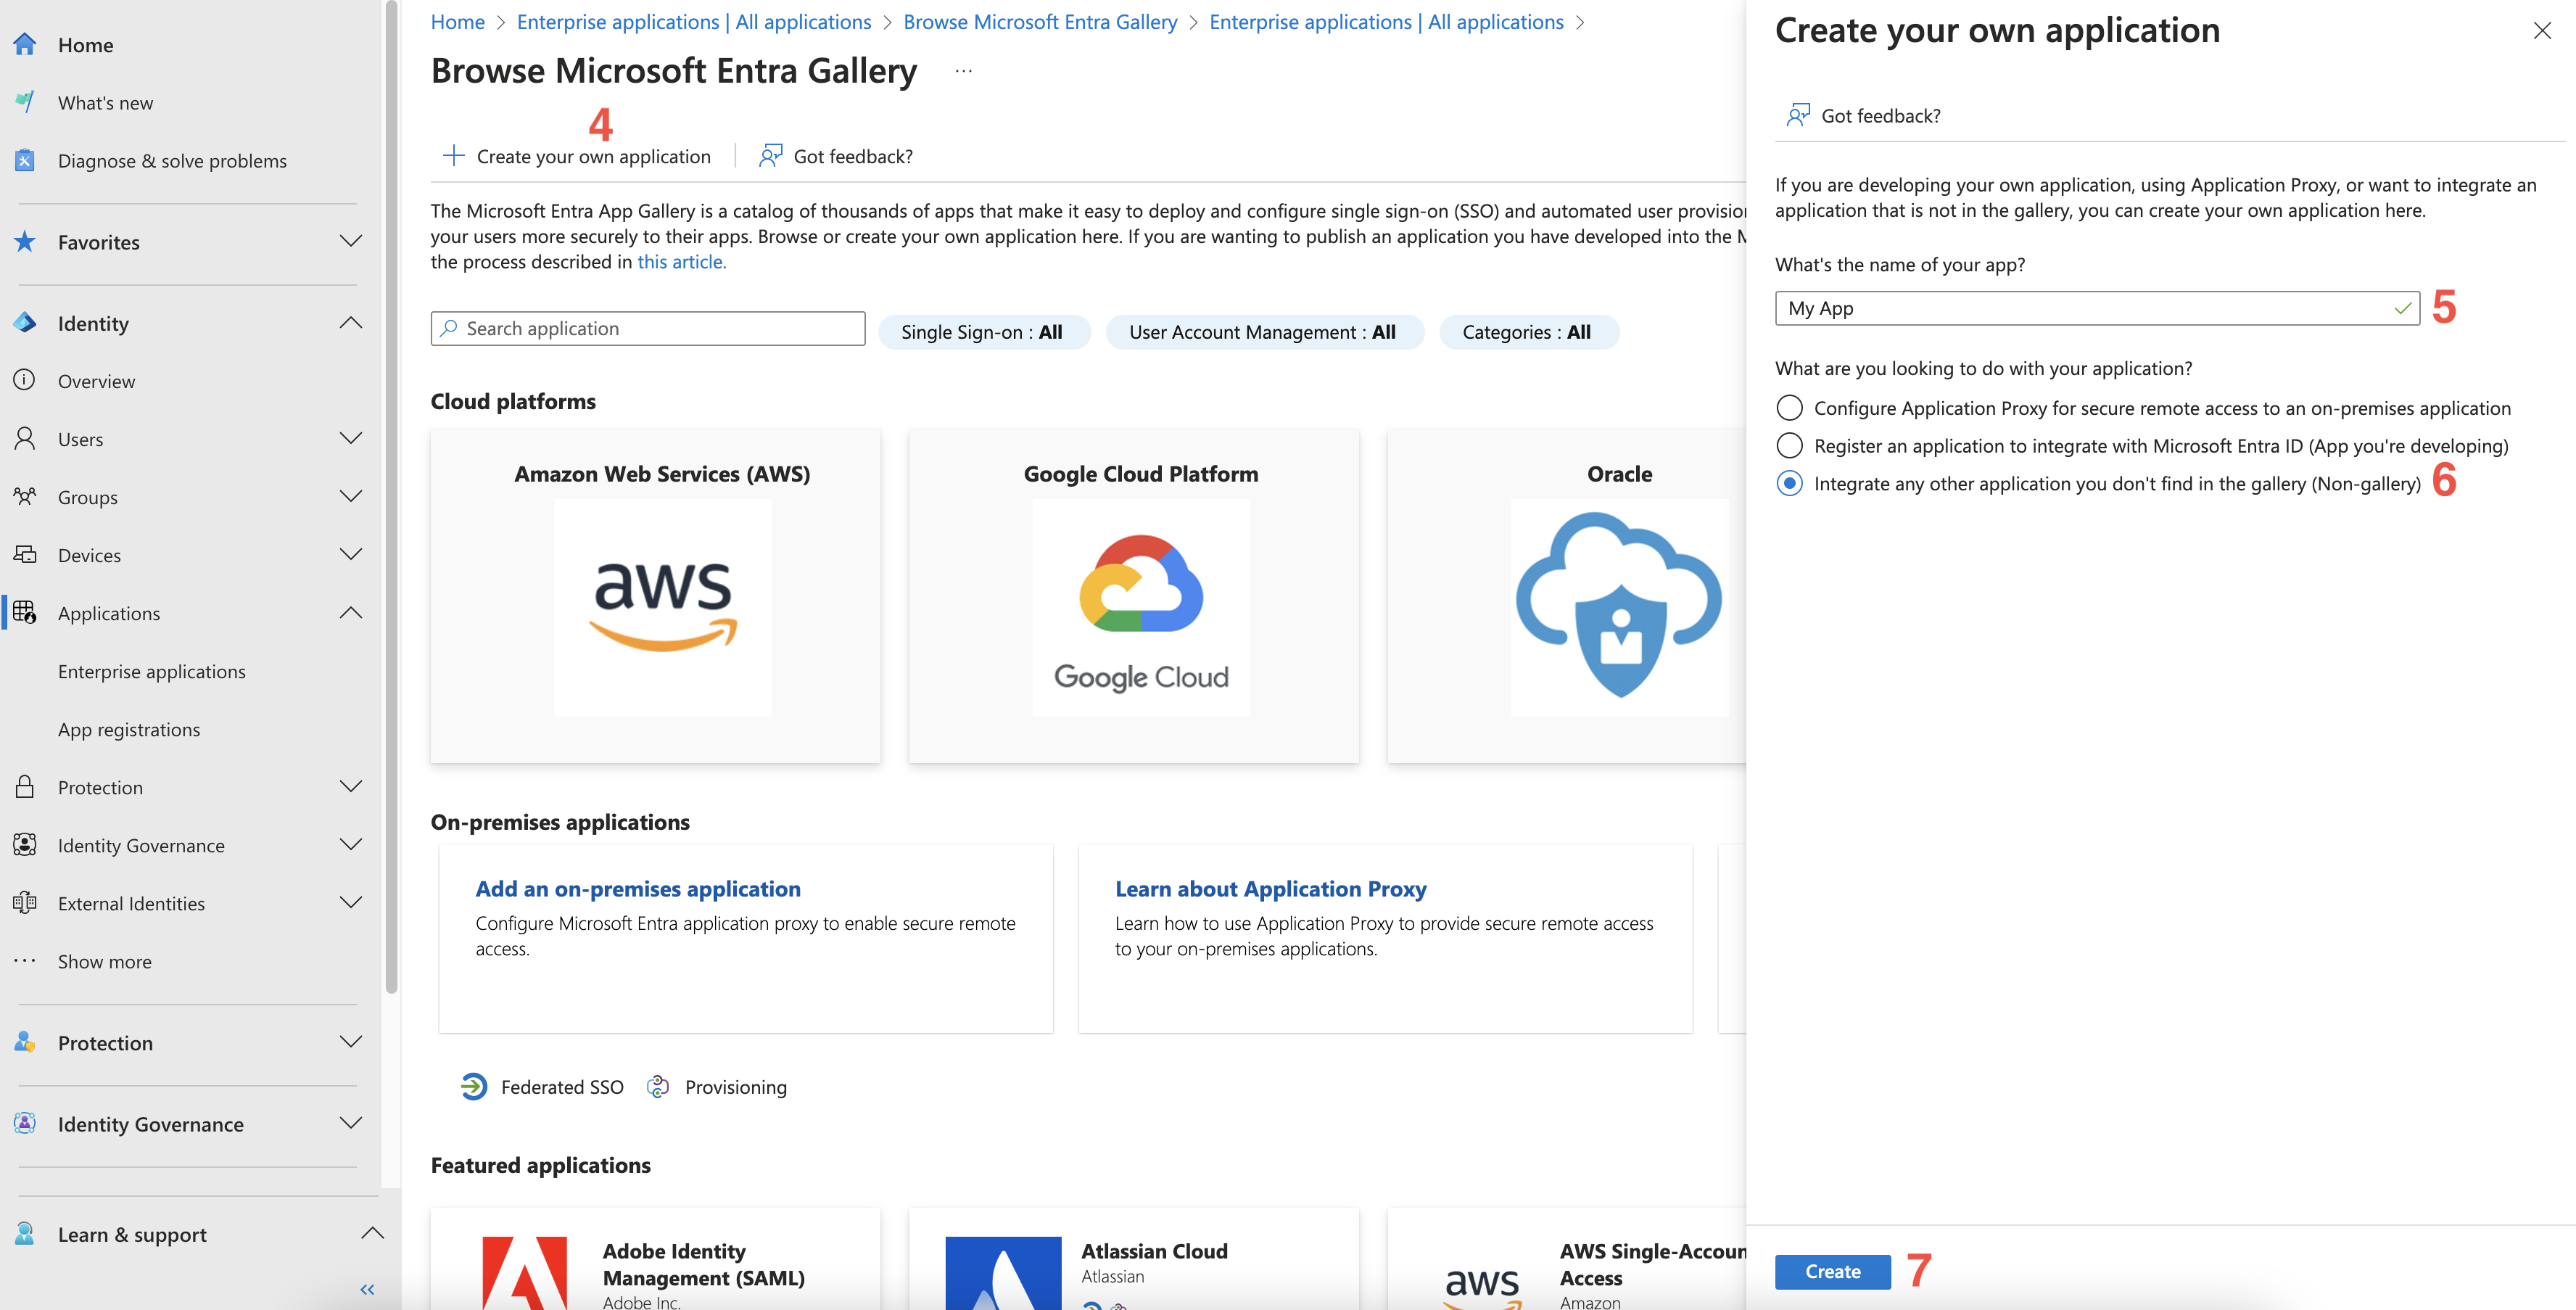 Home
What's new
Diagnose & solve problems
Favorites
Identity
Overview
Users
Groups
Devices
Applications
Enterprise applications
App registrations
Protection
Identity Governance
External Identities
Show more
Protection
Identity Governance
Learn & support
Home > Enterprise applications | All applications > Browse Microsoft Entra Gallery > Enterprise applications | All applications >
Browse Microsoft Entra Gallery
4
Create your own application
Got feedback?
The Microsoft Entra App Gallery is a catalog of thousands of apps that make it easy to deploy and configure single sign-on (SSO) and automated user provision
your users more securely to their apps. Browse or create your own application here. If you are wanting to publish an application you have developed into the
the process described in this article.
Search application
Single Sign-on : All
User Account Management : All
Categories : All
Cloud platforms
Amazon Web Services (AWS)
aws
Google Cloud Platform
Google Cloud
Oracle
On-premises applications
Add an on-premises application
Configure Microsoft Entra application proxy to enable secure remote
access.
Learn about Application Proxy
Learn how to use Application Proxy to provide secure remote access
to your on-premises applications.
Federated SSO
Provisioning
Featured applications
Adobe Identity
Management (SAML)
Adobe Inc.
Atlassian Cloud
Atlassian
aws
AWS Single-Accoun
Access
Amazon
Create your own application
Got feedback?
If you are developing your own application, using Application Proxy, or want to integrate an
application that is not in the gallery, you can create your own application here.
What's the name of your app?
My App
5
What are you looking to do with your application?
Configure Application Proxy for secure remote access to an on-premises application
Register an application to integrate with Microsoft Entra ID (App you're developing)
Integrate any other application you don't find in the gallery (Non-gallery)
6
Create
7